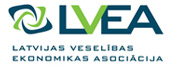 LVEA
LATVIJAS VESELĪBAS
EKONOMIKAS ASOCIĀCIJA